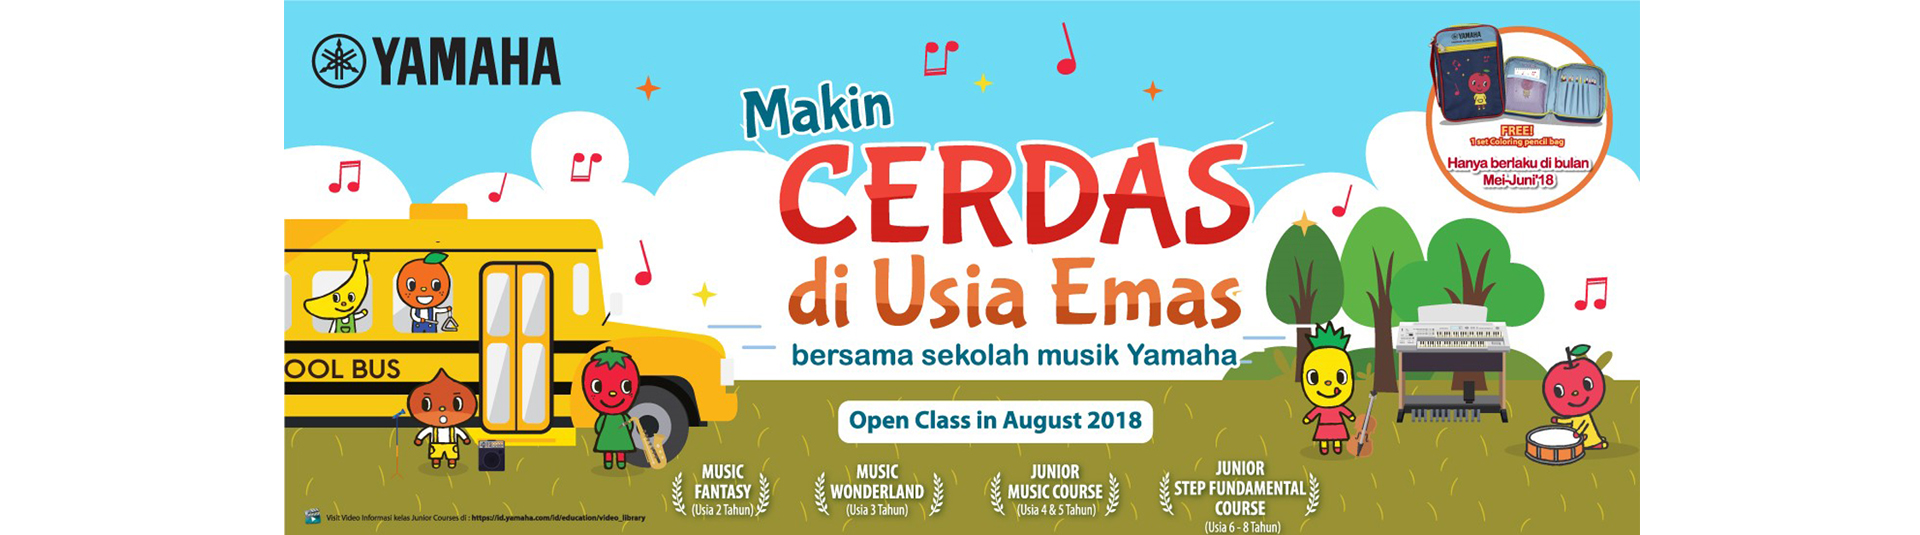 YAMAHA
Makin
CERDAS
di Usia Emas
bersama sekolah musik Yamaha
Open Class in August 2018
YAMAHA
FREE!
1 set Coloring pencil bag
Hanya berlaku di bulan
Mei-Juni'18
OOL BUS
MUSIC
FANTASY
(Usia 2 Tahun)
MUSIC
WONDERLAND
(Usia 3 Tahun)
JUNIOR
MUSIC COURSE
(Usia 4 & 5 Tahun)
JUNIOR
STEP FUNDAMENTAL
COURSE
(Usia 6 - 8 Tahun)
Visit Video Informasi kelas Junior Courses di : https://id.yamaha.com/id/education/video_library